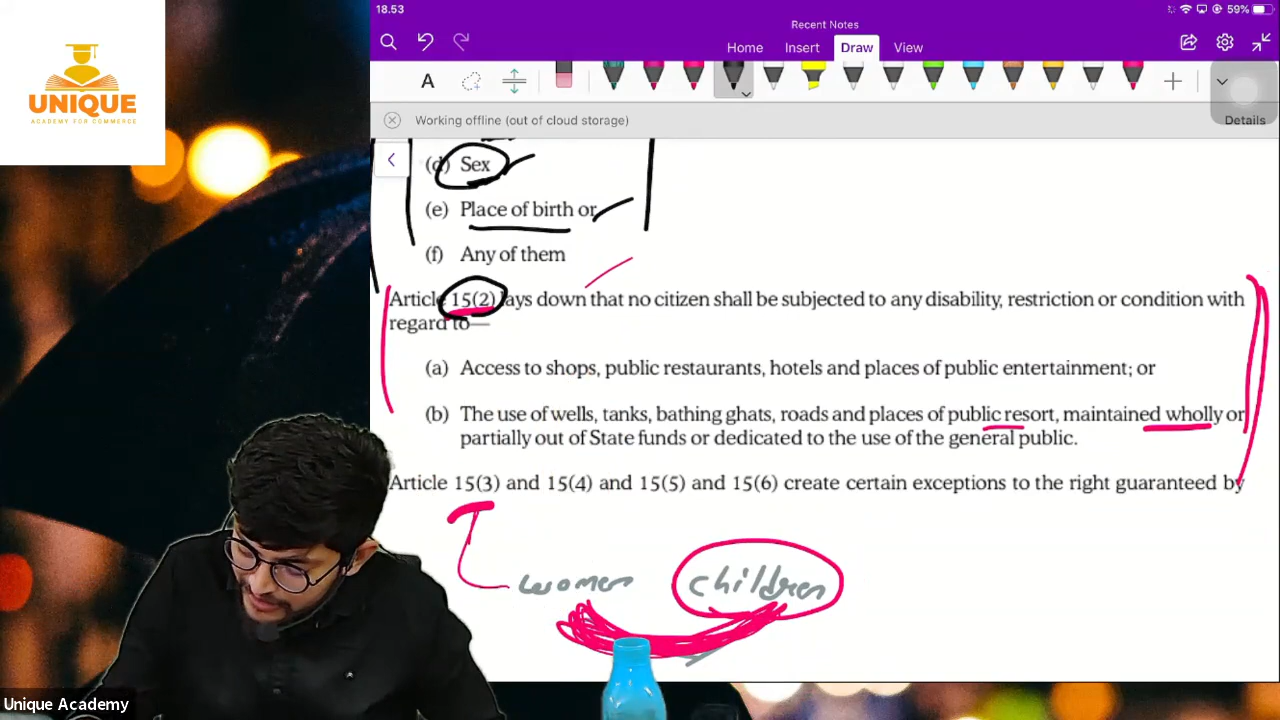 UNIQUE
ACADEMY FOR COMMERCE
18.53
59%
Recent Notes
Home Insert Draw View
A
Working offline (out of cloud storage)
Details
(d) Sex
(e) Place of birth or
(f) Any of them
Article 15(2) lays down that no citizen shall be subjected to any disability, restriction or condition with
regard to—
(a) Access to shops, public restaurants, hotels and places of public entertainment; or
(b) The use of wells, tanks, bathing ghats, roads and places of public resort, maintained wholly or
partially out of State funds or dedicated to the use of the general public.
Article 15(3) and 15(4) and 15(5) and 15(6) create certain exceptions to the right guaranteed by
women children
Unique Academy